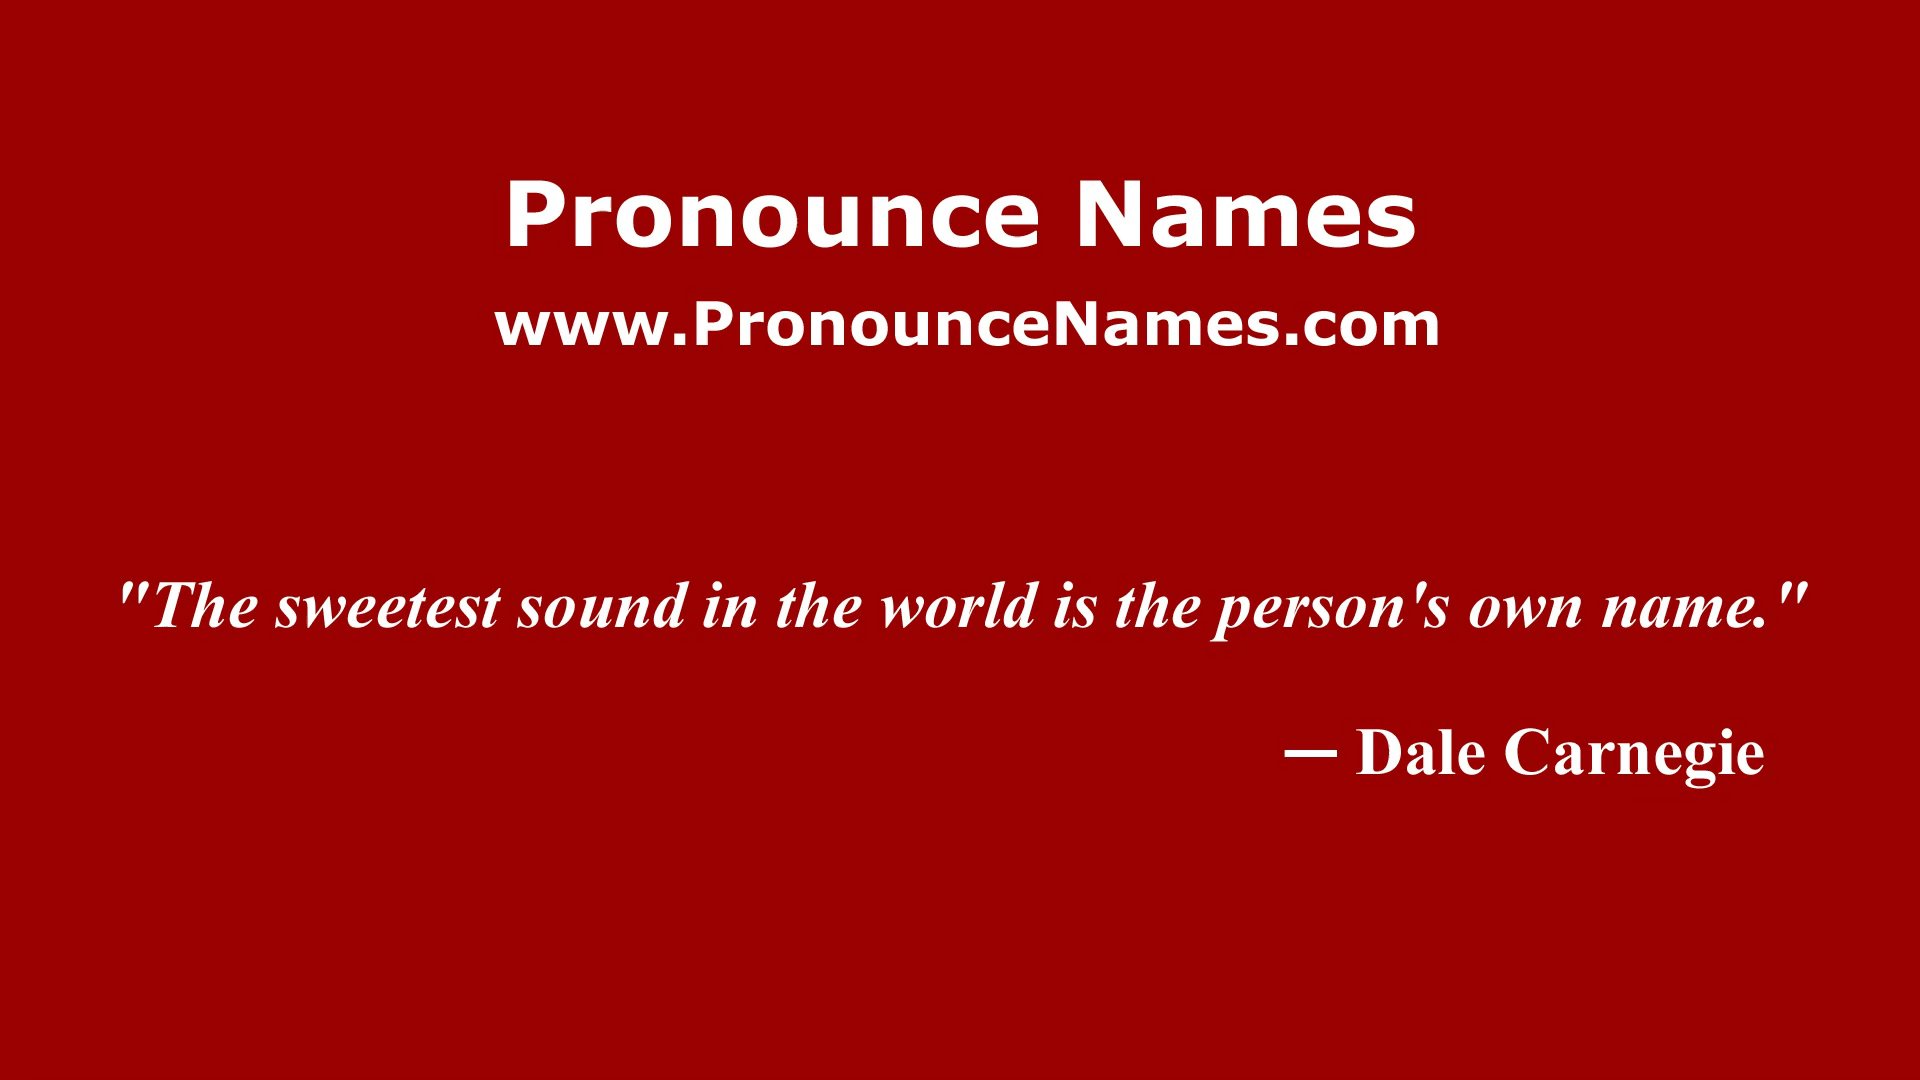 Pronounce Names
www.PronounceNames.com
"The sweetest sound in the world is the person's own name."
— Dale Carnegie